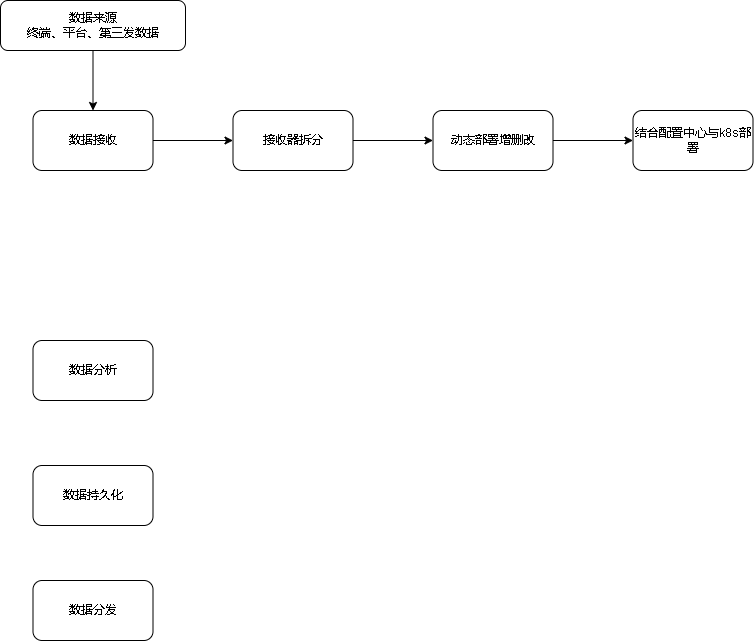 数据来源
终端、平台、第三发数据
数据接收
接收器拆分
动态部署增删改
结合配置中心与k8s部
署
数据分析
数据持久化
数据分发